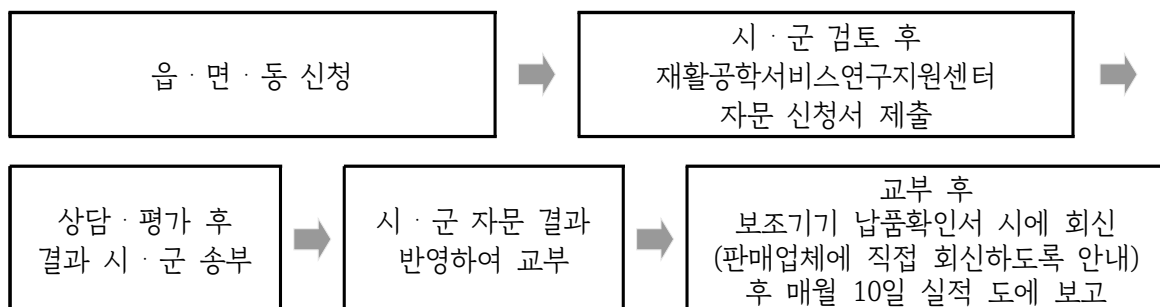 읍 · 면 · 동 신청
시 · 군 검토 후
재활공학서비스연구지원센터
자문 신청서 제출
상담 · 평가 후
결과 시 · 군 송부
시 · 군 자문 결과
반영하여 교부
교부 후
보조기기 납품확인서 시에 회신
(판매업체에 직접 회신하도록 안내)
후 매월 10일 실적 도에 보고